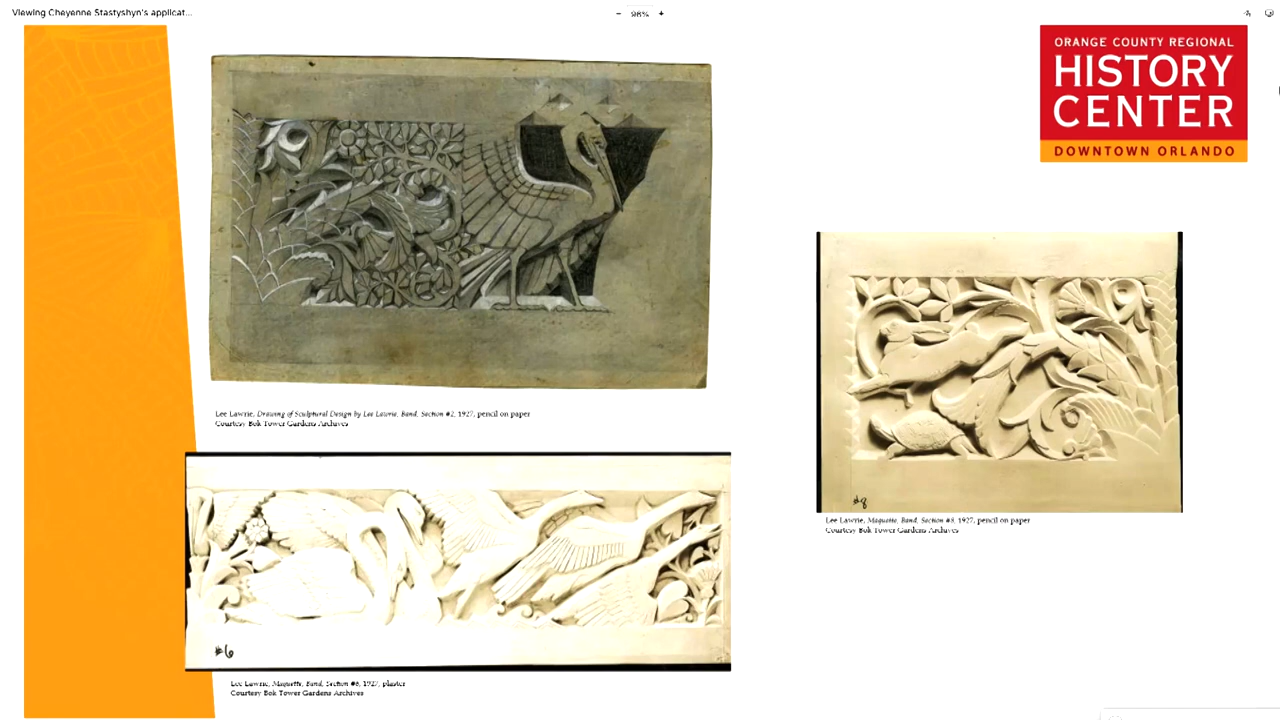 Viewing Cheyenne Stastyshyn's applicat...
− 96% +
ORANGE COUNTY REGIONAL
HISTORY
CENTER
DOWNTOWN ORLANDO
Lee Lawrie, Drawing of Sculptural Design by Lee Lawrie, Band, Section #2, 1927, pencil on paper
Courtesy Bok Tower Gardens Archives
#8
Lee Lawrie, Maquette, Band, Section #8, 1927, pencil on paper
Courtesy Bok Tower Gardens Archives
#6
Lee Lawrie, Maquette, Band, Section #6, 1927, plaster
Courtesy Bok Tower Gardens Archives